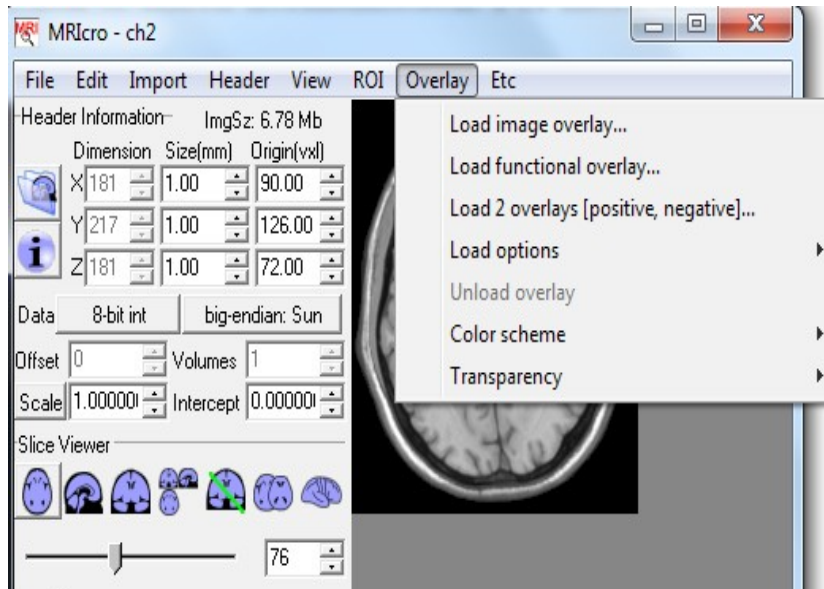 MRIcro - ch2
File Edit Import Header View ROI Overlay Etc
Header Information ImgSz: 6.78 Mb
Dimension Size(mm) Origin(vxl)
X 181 1.00 90.00
Y 217 1.00 126.00
Z 181 1.00 72.00
Data 8-bit int big-endian: Sun
Offset 0 Volumes 1
Scale 1.00000 Intercept 0.00000
Slice Viewer
76
Load image overlay...
Load functional overlay...
Load 2 overlays [positive, negative]...
Load options
Unload overlay
Color scheme
Transparency